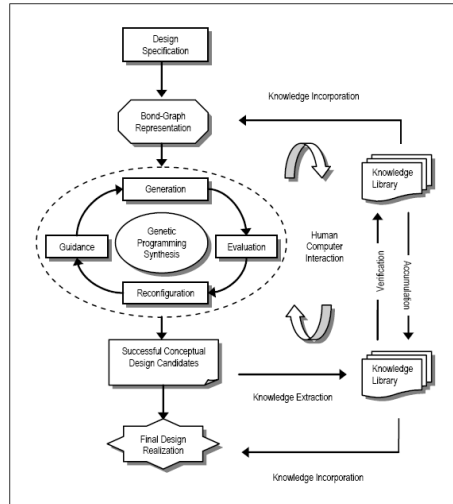 Design
Specification
Knowledge Incorporation
Bond-Graph
Representation
Knowledge
Library
Generation
Genetic
Programming
Synthesis
Guidance
Evaluation
Human
Computer
Interaction
Verification
Accumulation
Reconfiguration
Successful Conceptual
Design Candidates
Knowledge
Library
Knowledge Extraction
Final Design
Realization
Knowledge Incorporation